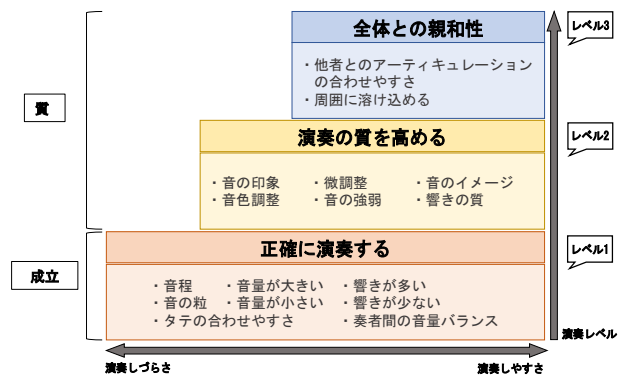 全体との親和性
レベル3
・他者とのアーティキュレーション
の合わせやすさ
・周囲に溶け込める
質
演奏の質を高める
レベル2
・音の印象 ・微調整 ・音のイメージ
・音色調整 ・音の強弱 ・響きの質
正確に演奏する
レベル1
成立
・音程 ・音量が大きい ・響きが多い
・音の粒 ・音量が小さい ・響きが少ない
・タテの合わせやすさ ・奏者間の音量バランス
演奏レベル
演奏しづらさ 演奏しやすさ